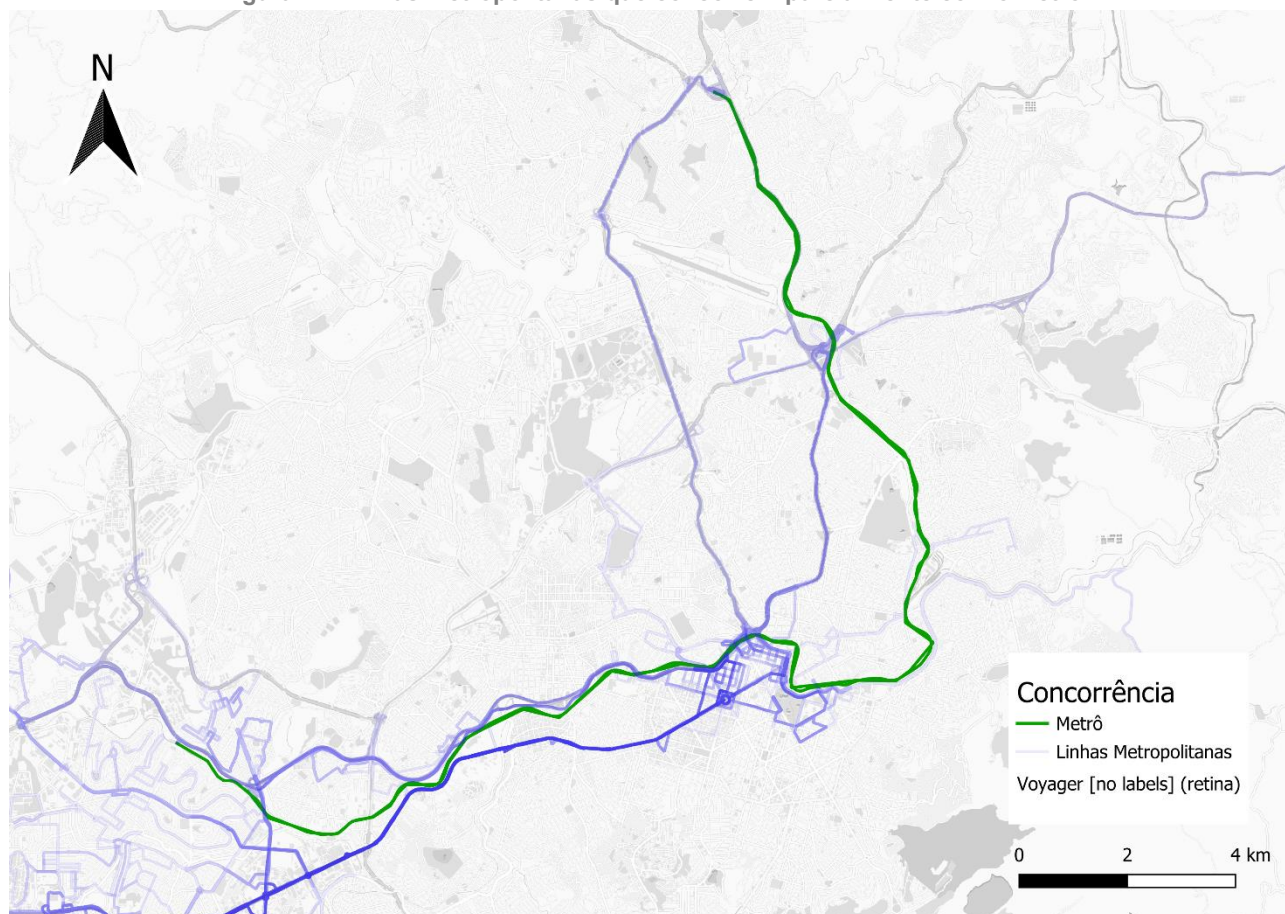 N
Concorrência
Metrô
Linhas Metropolitanas
Voyager [no labels] (retina)
0 2 4 km